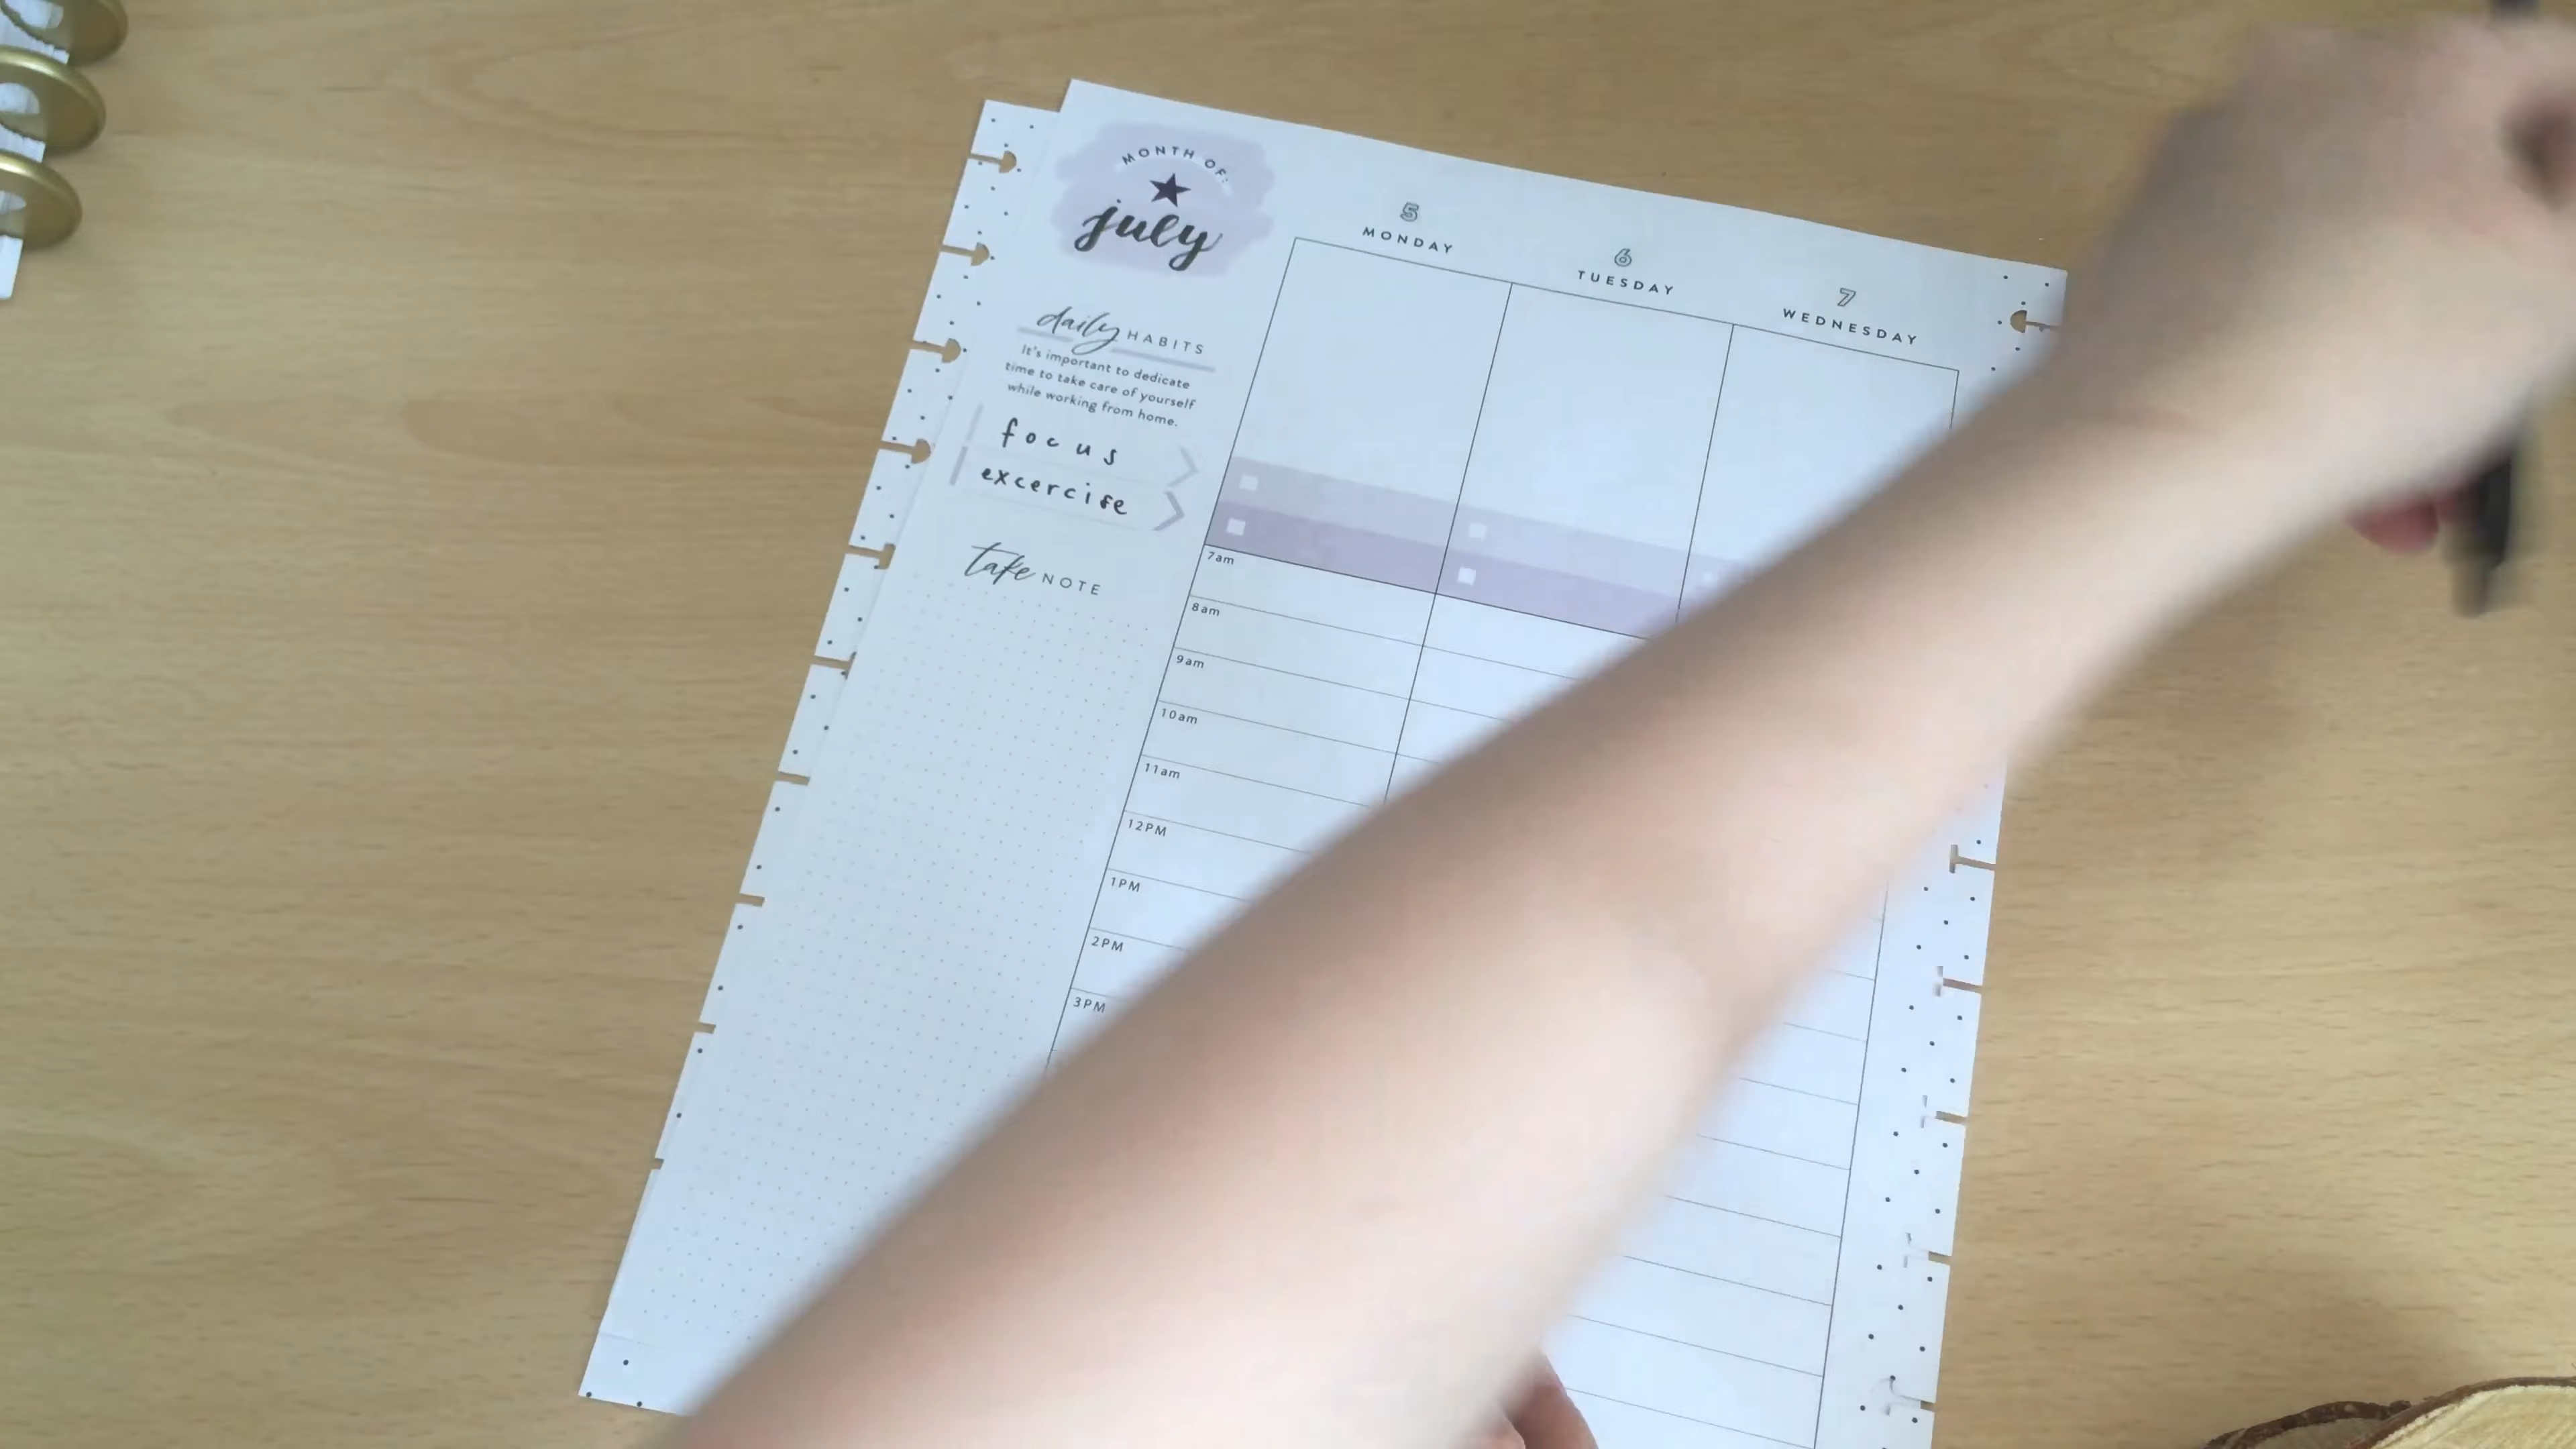 MONTH OF:
july
daily HABITS
It's important to dedicate
time to take care of yourself
while working from home.
focus
excercise
take NOTE
5
MONDAY
6
TUESDAY
7
WEDNESDAY
7am
8am
9am
10am
11am
12PM
1PM
2PM
3PM